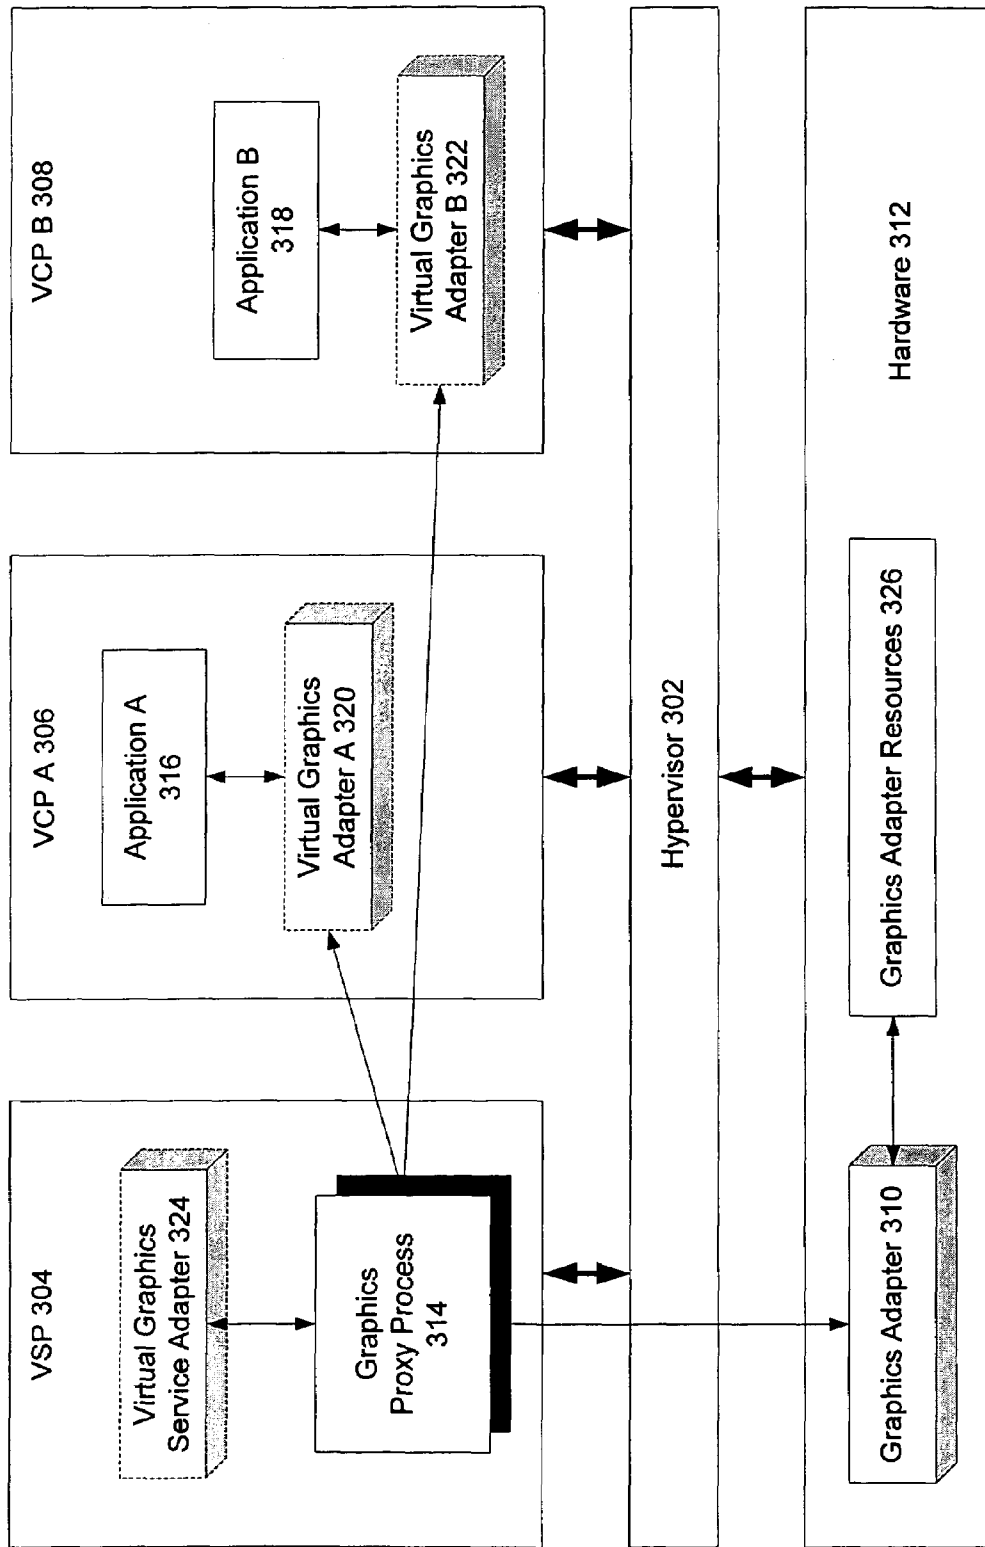 VSP 304
Virtual Graphics
Service Adapter 324
Graphics
Proxy Process
314
VCP A 306
Application A
316
Virtual Graphics
Adapter A 320
VCP B 308
Application B
318
Virtual Graphics
Adapter B 322
Hypervisor 302
Hardware 312
Graphics Adapter 310
Graphics Adapter Resources 326